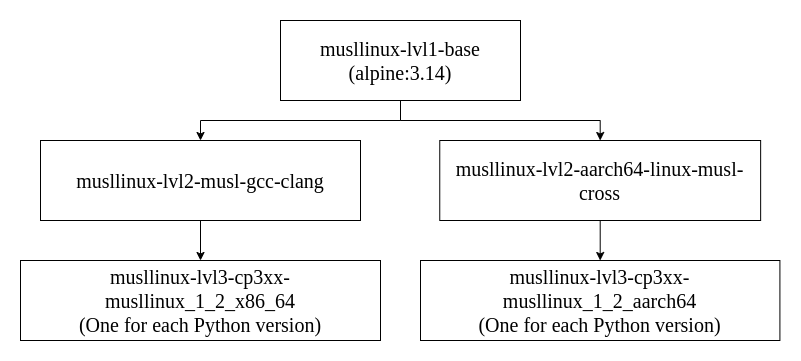 musllinux-lvl1-base
(alpine:3.14)
musllinux-lvl2-musl-gcc-clang
musllinux-lvl2-aarch64-linux-musl-
cross
musllinux-lvl3-cp3xx-
musllinux_1_2_x86_64
(One for each Python version)
musllinux-lvl3-cp3xx-
musllinux_1_2_aarch64
(One for each Python version)